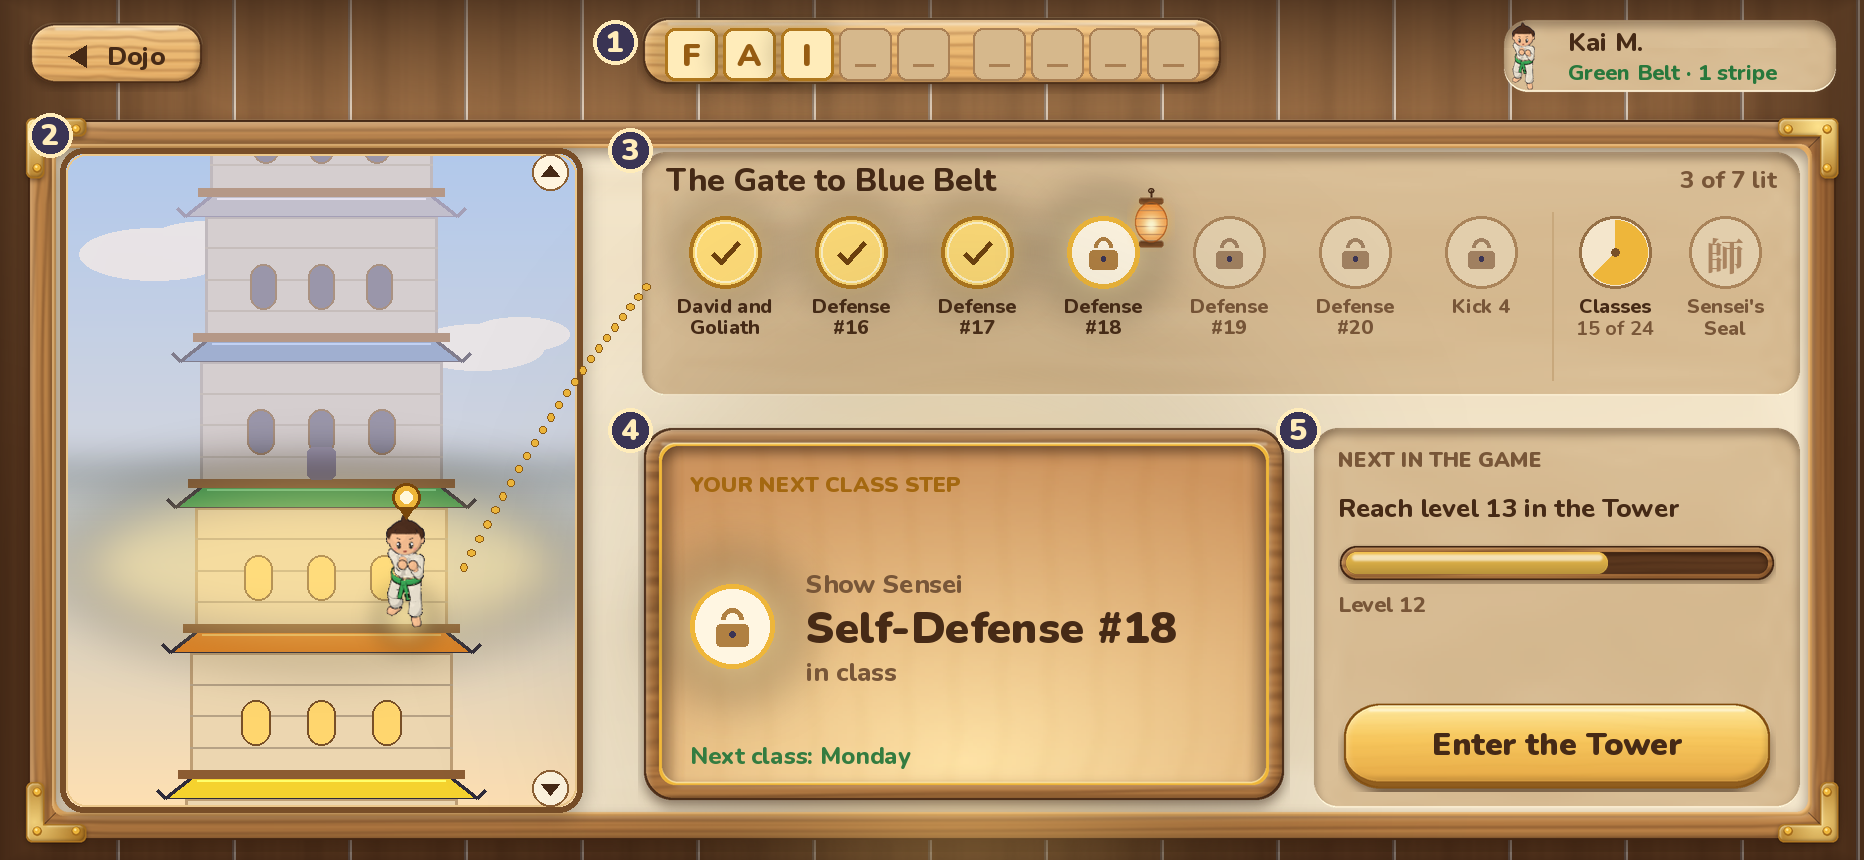 Dojo
1
F A I _ _ _ _ _ _
Kai M.
Green Belt · 1 stripe
2
3
The Gate to Blue Belt
3 of 7 lit
David and
Goliath
Defense
#16
Defense
#17
Defense
#18
Defense
#19
Defense
#20
Kick 4
Classes
15 of 24
師
Sensei's
Seal
4
YOUR NEXT CLASS STEP
Show Sensei
Self-Defense #18
in class
Next class: Monday
5
NEXT IN THE GAME
Reach level 13 in the Tower
Level 12
Enter the Tower